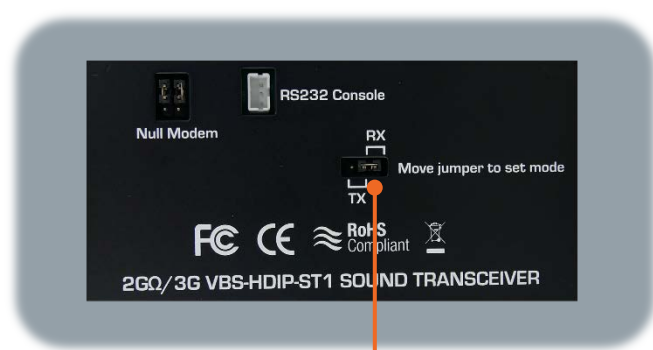 RS232 Console
Null Modem
RX
Move jumper to set mode
TX
FC CE RoHS
Compliant
2GΩ/3G VBS-HDIP-ST1 SOUND TRANSCEIVER